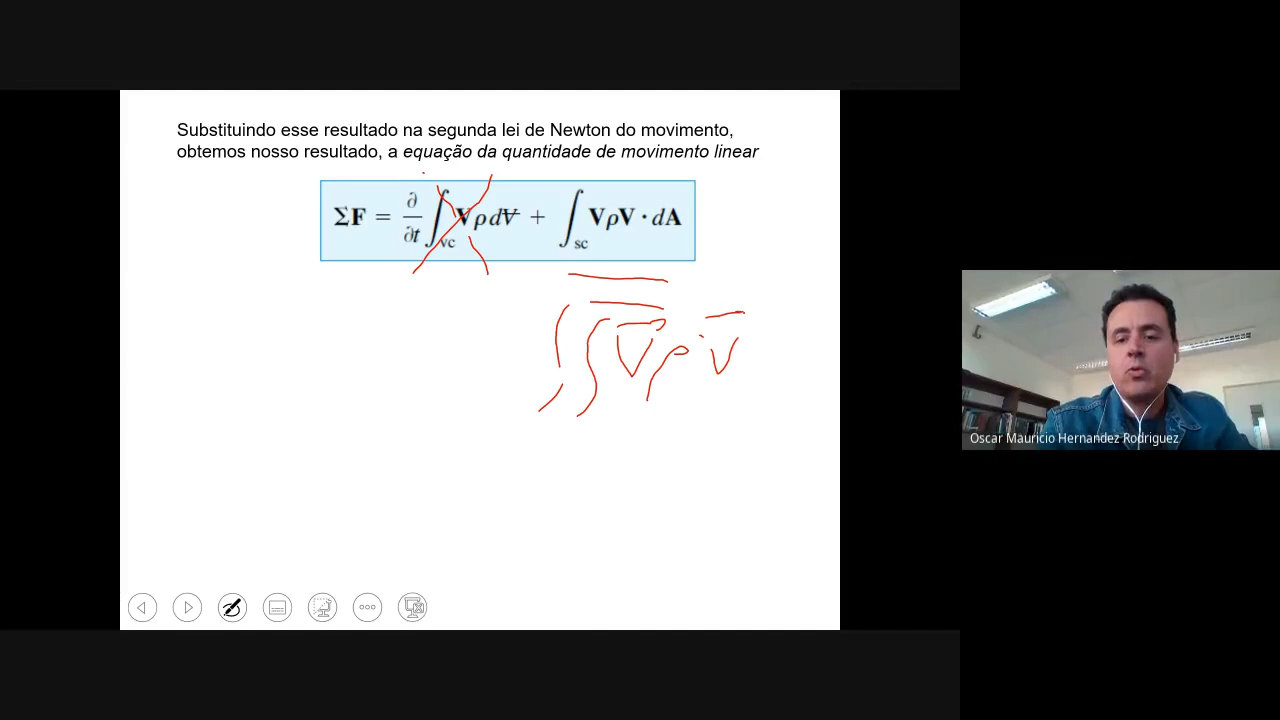 Substituindo esse resultado na segunda lei de Newton do movimento,
obtemos nosso resultado, a equação da quantidade de movimento linear
ΣF = ∂/∂t ∫vc Vρ dV̶ + ∫sc VρV · dA
∫∫ V̅ ρ · V̅
Oscar Mauricio Hernandez Rodriguez